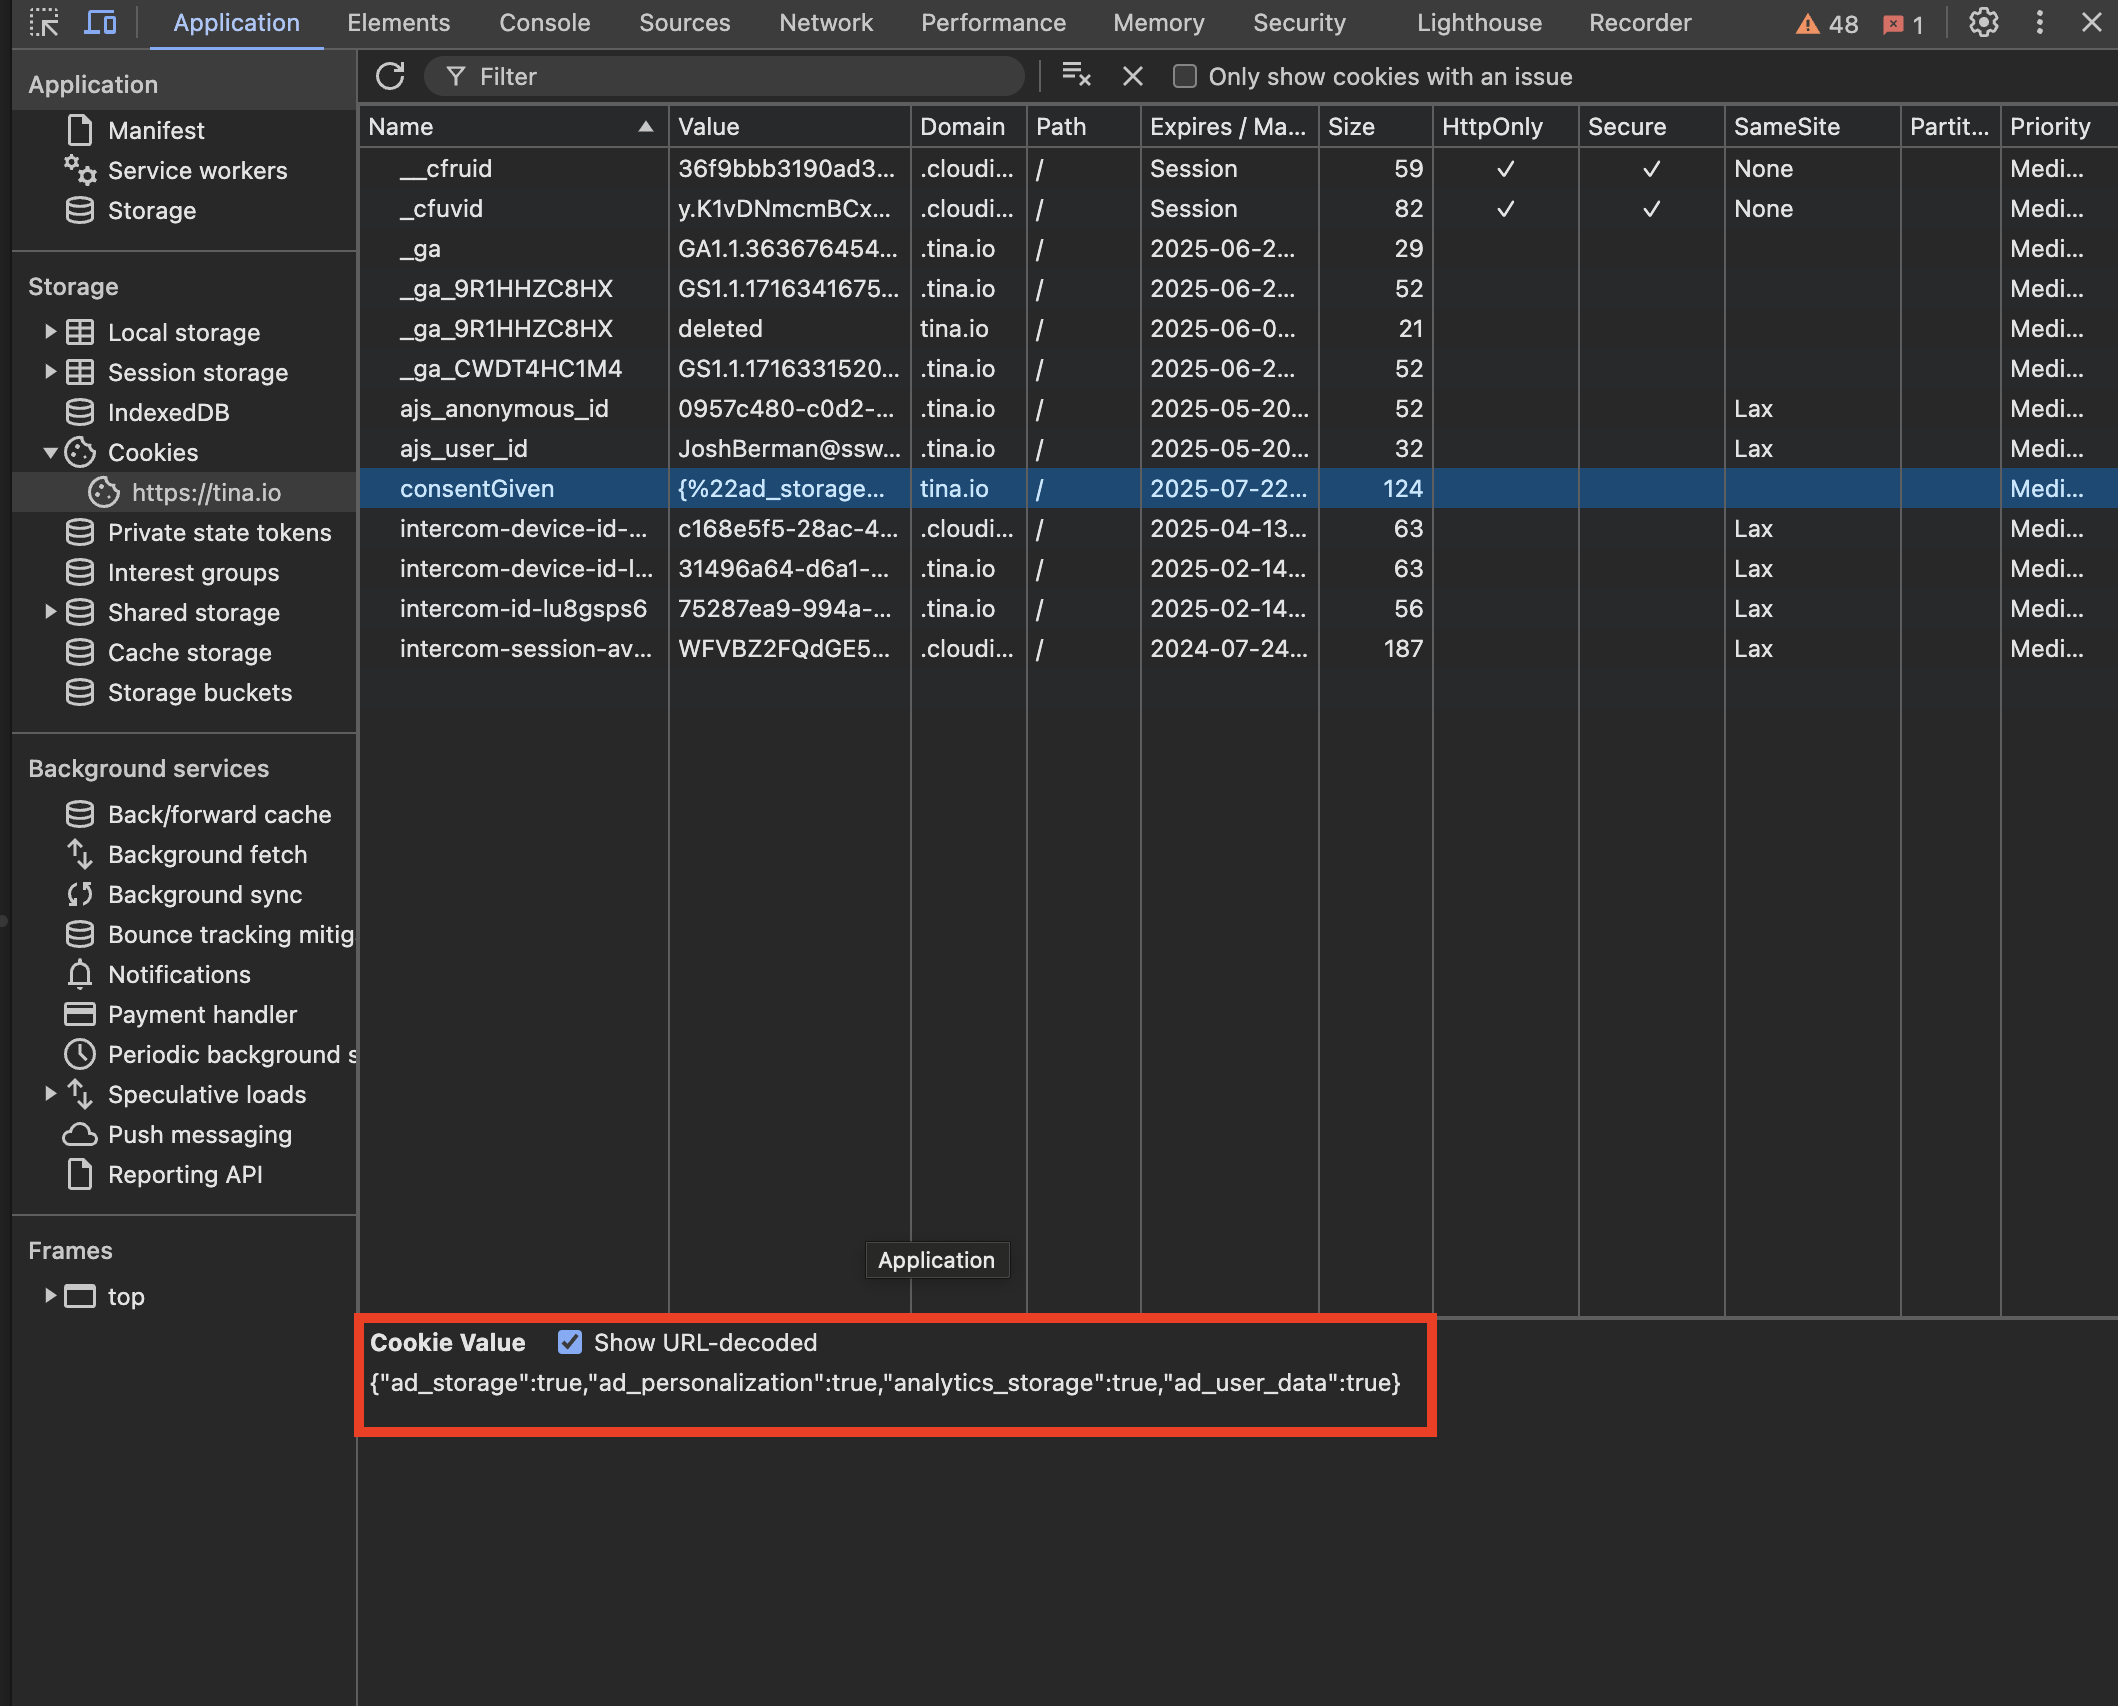 Application Elements Console Sources Network Performance Memory Security Lighthouse Recorder 48 1
Application
Manifest
Service workers
Storage
Storage
Local storage
Session storage
IndexedDB
Cookies
https://tina.io
Private state tokens
Interest groups
Shared storage
Cache storage
Storage buckets
Background services
Back/forward cache
Background fetch
Background sync
Bounce tracking mitig
Notifications
Payment handler
Periodic background s
Speculative loads
Push messaging
Reporting API
Frames
top
Filter Only show cookies with an issue
Name Value Domain Path Expires / Ma... Size HttpOnly Secure SameSite Partit... Priority
__cfruid 36f9bbb3190ad3... .cloudi... / Session 59 ✓ ✓ None Medi...
_cfuvid y.K1vDNmcmBCx... .cloudi... / Session 82 ✓ ✓ None Medi...
_ga GA1.1.363676454... .tina.io / 2025-06-2... 29 Medi...
_ga_9R1HHZC8HX GS1.1.1716341675... .tina.io / 2025-06-2... 52 Medi...
_ga_9R1HHZC8HX deleted tina.io / 2025-06-0... 21 Medi...
_ga_CWDT4HC1M4 GS1.1.1716331520... .tina.io / 2025-06-2... 52 Medi...
ajs_anonymous_id 0957c480-c0d2-... .tina.io / 2025-05-20... 52 Lax Medi...
ajs_user_id JoshBerman@ssw... .tina.io / 2025-05-20... 32 Lax Medi...
consentGiven {%22ad_storage... tina.io / 2025-07-22... 124 Medi...
intercom-device-id-... c168e5f5-28ac-4... .cloudi... / 2025-04-13... 63 Lax Medi...
intercom-device-id-l... 31496a64-d6a1-... .tina.io / 2025-02-14... 63 Lax Medi...
intercom-id-lu8gsps6 75287ea9-994a-... .tina.io / 2025-02-14... 56 Lax Medi...
intercom-session-av... WFVBZ2FQdGE5... .cloudi... / 2024-07-24... 187 Lax Medi...
Application
Cookie Value Show URL-decoded
{"ad_storage":true,"ad_personalization":true,"analytics_storage":true,"ad_user_data":true}